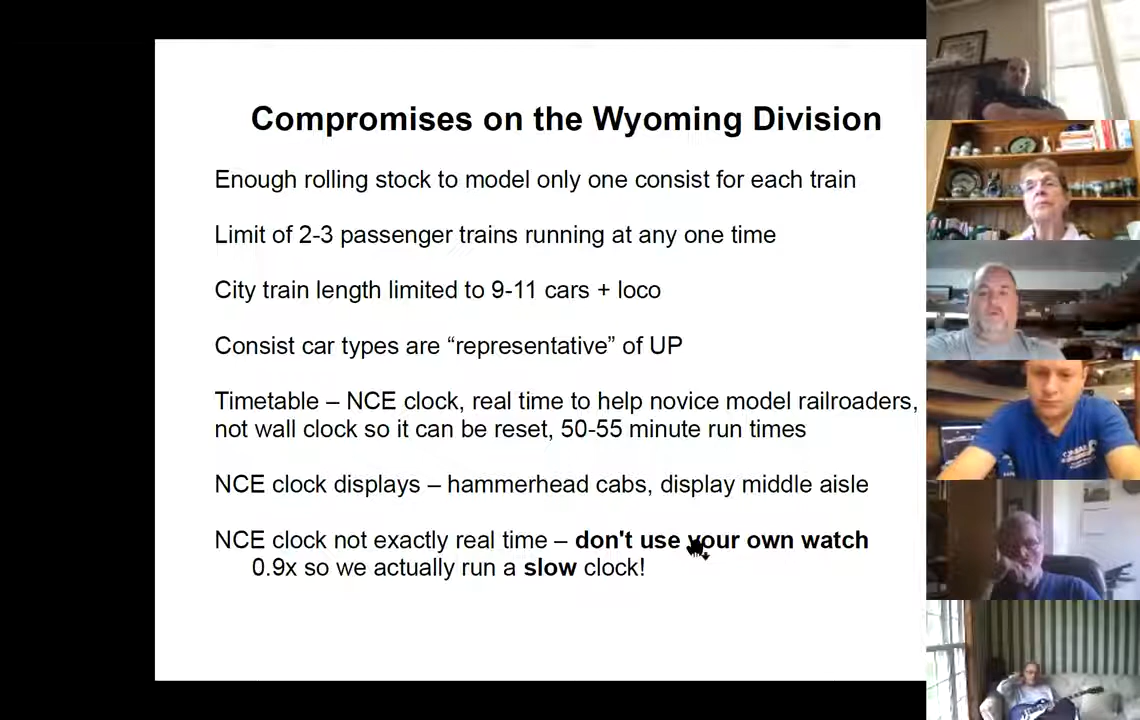 Compromises on the Wyoming Division
Enough rolling stock to model only one consist for each train
Limit of 2-3 passenger trains running at any one time
City train length limited to 9-11 cars + loco
Consist car types are “representative” of UP
Timetable – NCE clock, real time to help novice model railroaders,
not wall clock so it can be reset, 50-55 minute run times
NCE clock displays – hammerhead cabs, display middle aisle
NCE clock not exactly real time – don't use your own watch
0.9x so we actually run a slow clock!